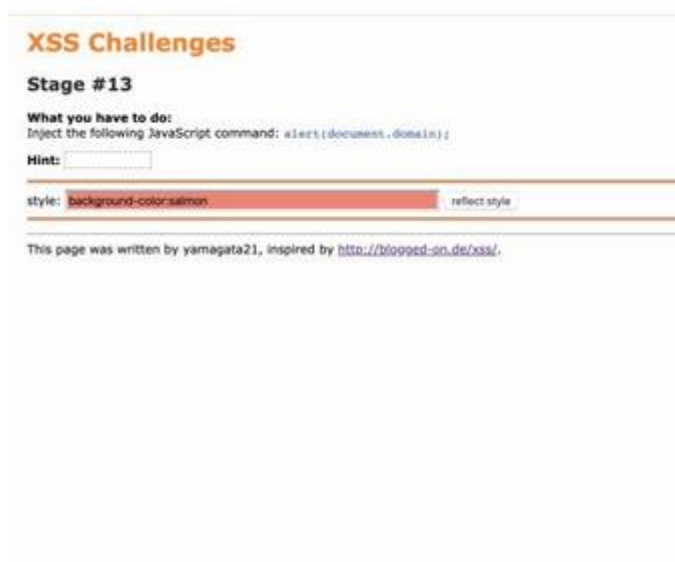 XSS Challenges
Stage #13
What you have to do:
Inject the following JavaScript command: alert(document.domain);
Hint:
style: background-color:salmon reflect style
This page was written by yamagata21, inspired by http://blogged-on.de/xss/.